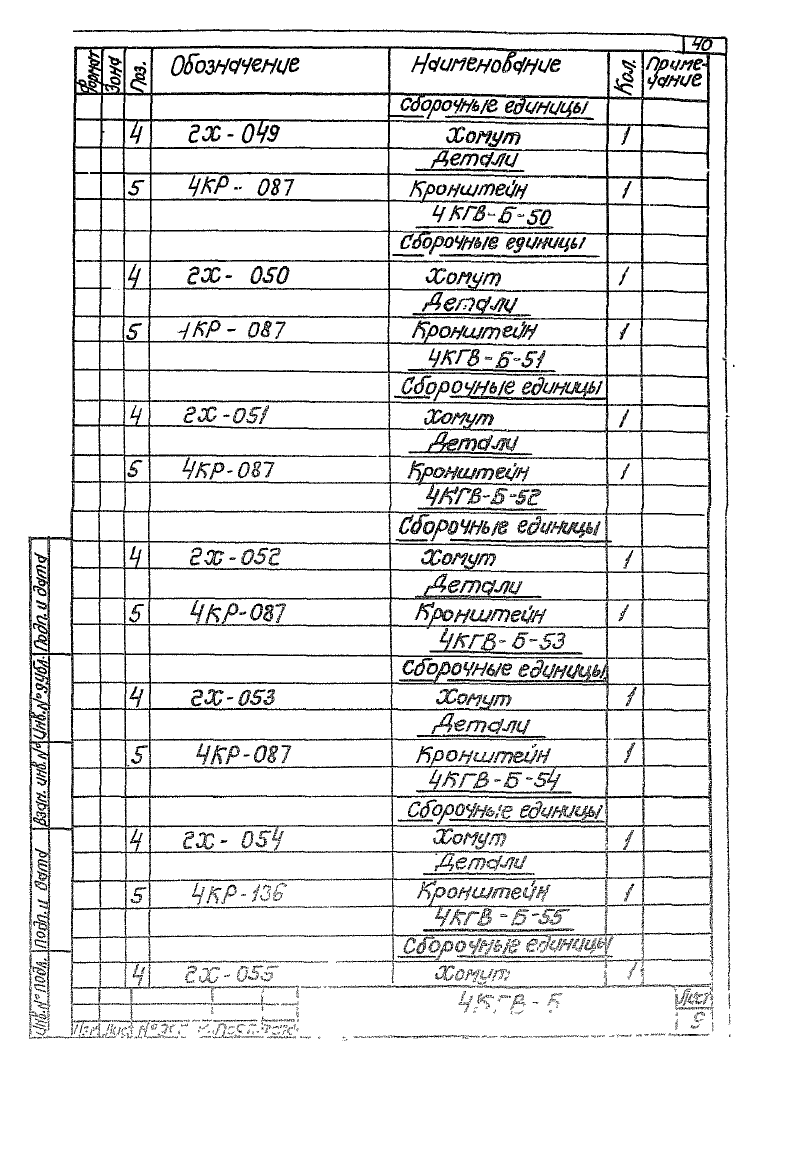 40
Формат Зона Поз. Обозначение Наименование Кол. Примечание
Сборочные единицы
4 2Х-049 Хомут 1
Детали
5 4КР-087 Кронштейн 1
4КГВ-Б-50
Сборочные единицы
4 2Х-050 Хомут 1
Детали
5 4КР-087 Кронштейн 1
4КГВ-Б-51
Сборочные единицы
4 2Х-051 Хомут 1
Детали
5 4КР-087 Кронштейн 1
4КГВ-Б-52
Сборочные единицы
4 2Х-052 Хомут 1
Детали
5 4КР-087 Кронштейн 1
4КГВ-Б-53
Сборочные единицы
4 2Х-053 Хомут 1
Детали
5 4КР-087 Кронштейн 1
4КГВ-Б-54
Сборочные единицы
4 2Х-054 Хомут 1
Детали
5 4КР-136 Кронштейн 1
4КГВ-Б-55
Сборочные единицы
4 2Х-055 Хомут 1
4КГВ-Б
Лист
9
Изм Лист № док. Подп. Дата
Инв.№ подл. Подп. и дата Взам. инв.№ Инв.№ дубл. Подп. и дата